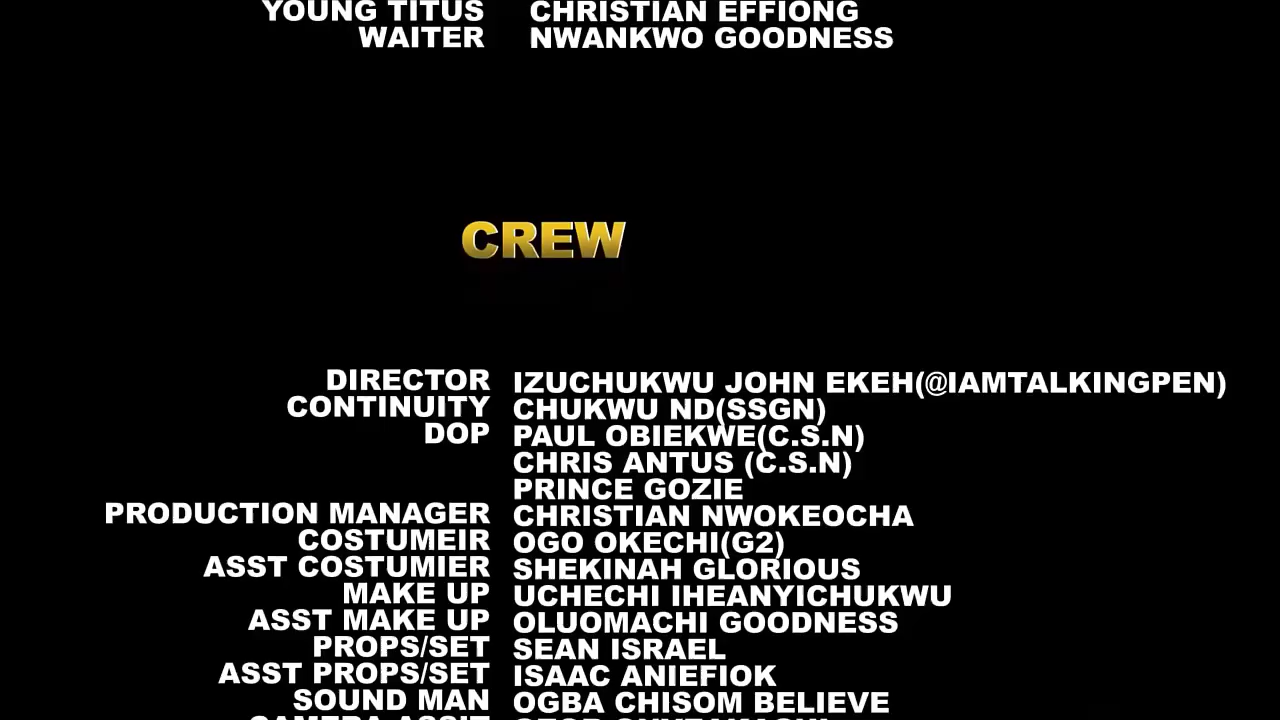 YOUNG TITUS CHRISTIAN EFFIONG
WAITER NWANKWO GOODNESS
CREW
DIRECTOR IZUCHUKWU JOHN EKEH(@IAMTALKINGPEN)
CONTINUITY CHUKWU ND(SSGN)
DOP PAUL OBIEKWE(C.S.N)
CHRIS ANTUS (C.S.N)
PRINCE GOZIE
PRODUCTION MANAGER CHRISTIAN NWOKEOCHA
COSTUMEIR OGO OKECHI(G2)
ASST COSTUMIER SHEKINAH GLORIOUS
MAKE UP UCHECHI IHEANYICHUKWU
ASST MAKE UP OLUOMACHI GOODNESS
PROPS/SET SEAN ISRAEL
ASST PROPS/SET ISAAC ANIEFIOK
SOUND MAN OGBA CHISOM BELIEVE
CAMERA